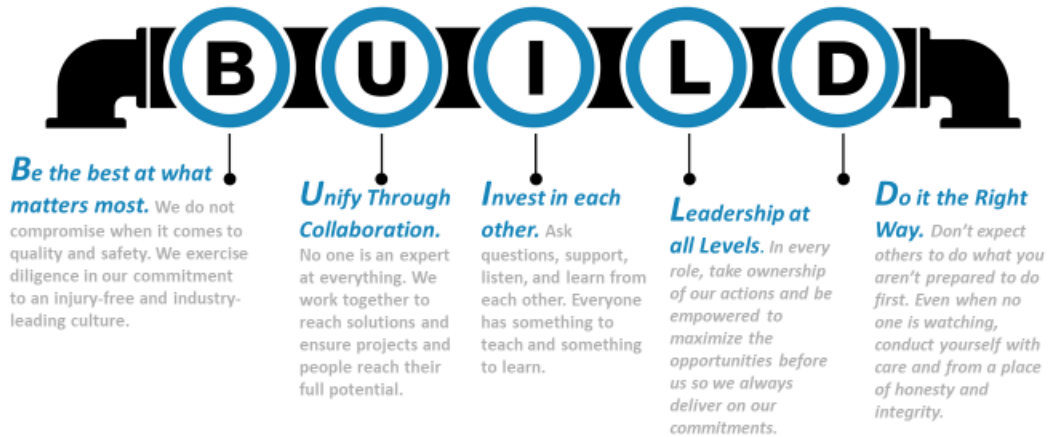 B U I L D
Be the best at what
matters most. We do not
compromise when it comes to
quality and safety. We exercise
diligence in our commitment
to an injury-free and industry-
leading culture.
Unify Through
Collaboration.
No one is an expert
at everything. We
work together to
reach solutions and
ensure projects and
people reach their
full potential.
Invest in each
other. Ask
questions, support,
listen, and learn from
each other. Everyone
has something to
teach and something
to learn.
Leadership at
all Levels. In every
role, take ownership
of our actions and be
empowered to
maximize the
opportunities before
us so we always
deliver on our
commitments.
Do it the Right
Way. Don't expect
others to do what you
aren't prepared to do
first. Even when no
one is watching,
conduct yourself with
care and from a place
of honesty and
integrity.